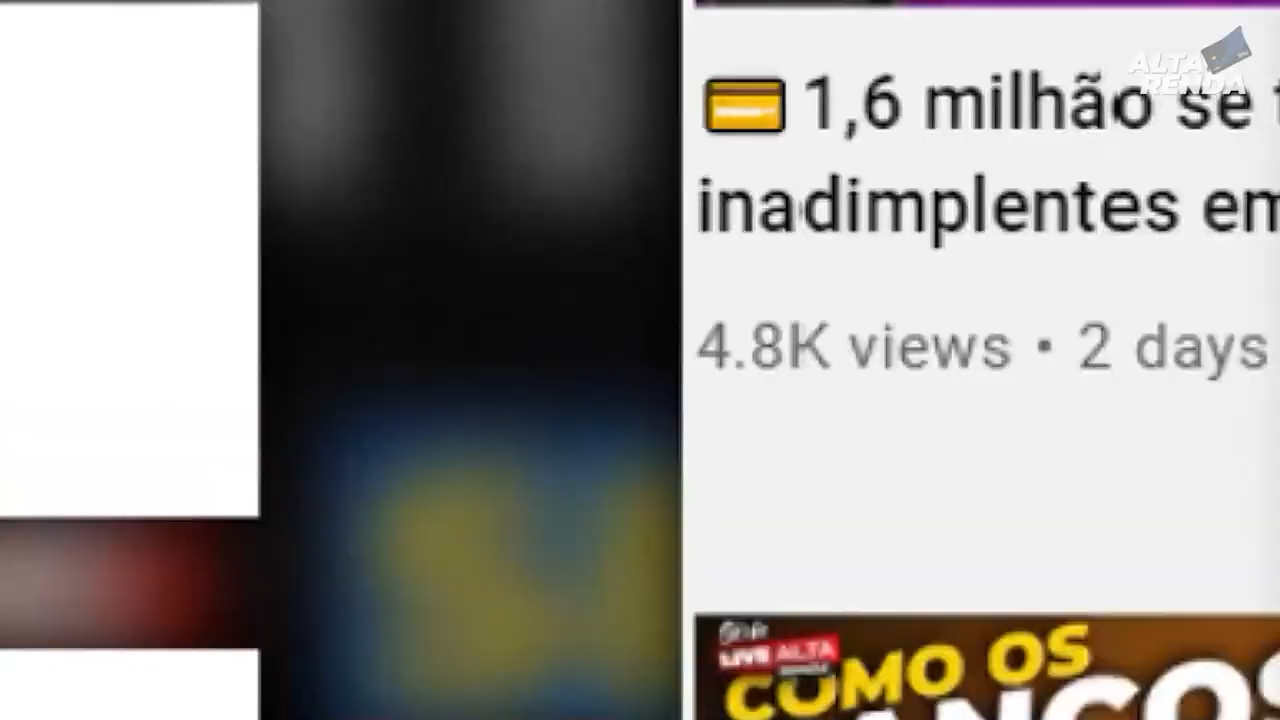 ALTA
RENDA
1,6 milhão se
inadimplentes em
4.8K views • 2 days
LIVE ALTA
COMO OS